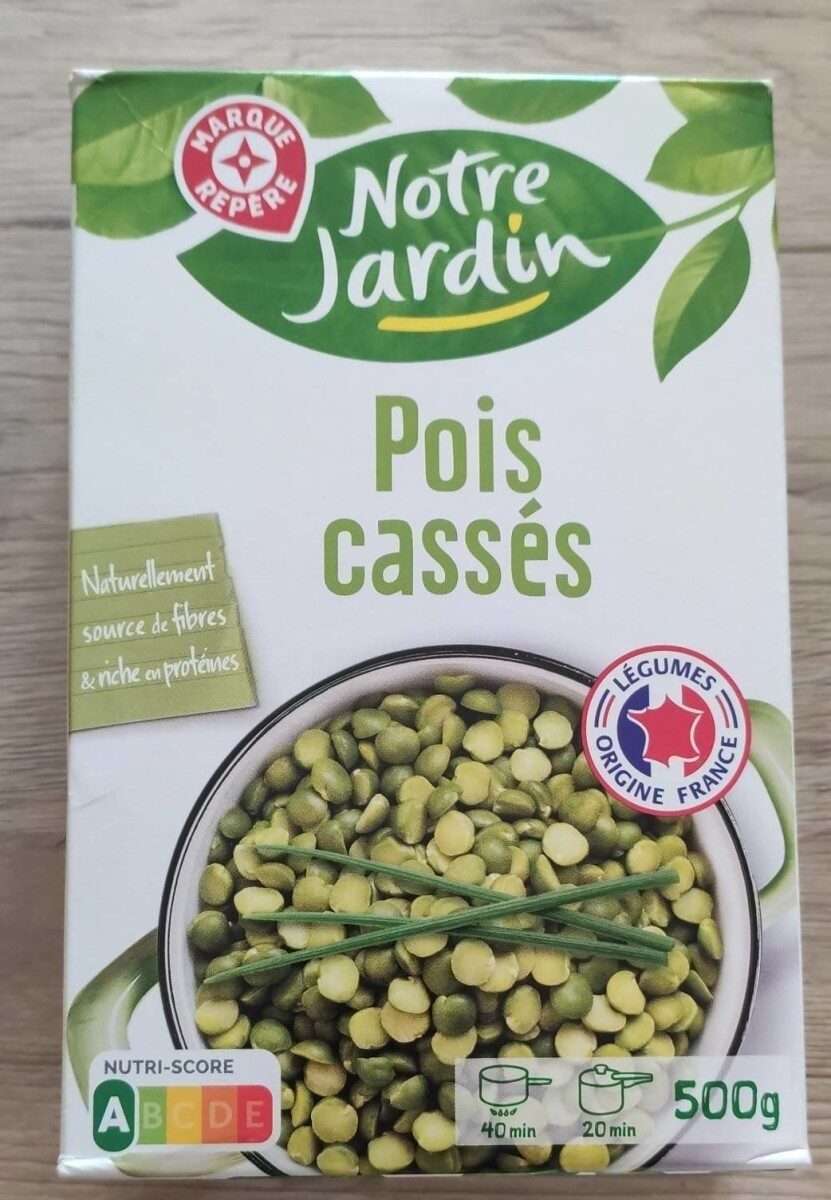 MARQUE
REPÈRE
Notre
Jardin
Pois
cassés
Naturellement
source de fibres
& riche en protéines
LÉGUMES
ORIGINE FRANCE
NUTRI-SCORE
A B C D E
40 min
20 min
500g